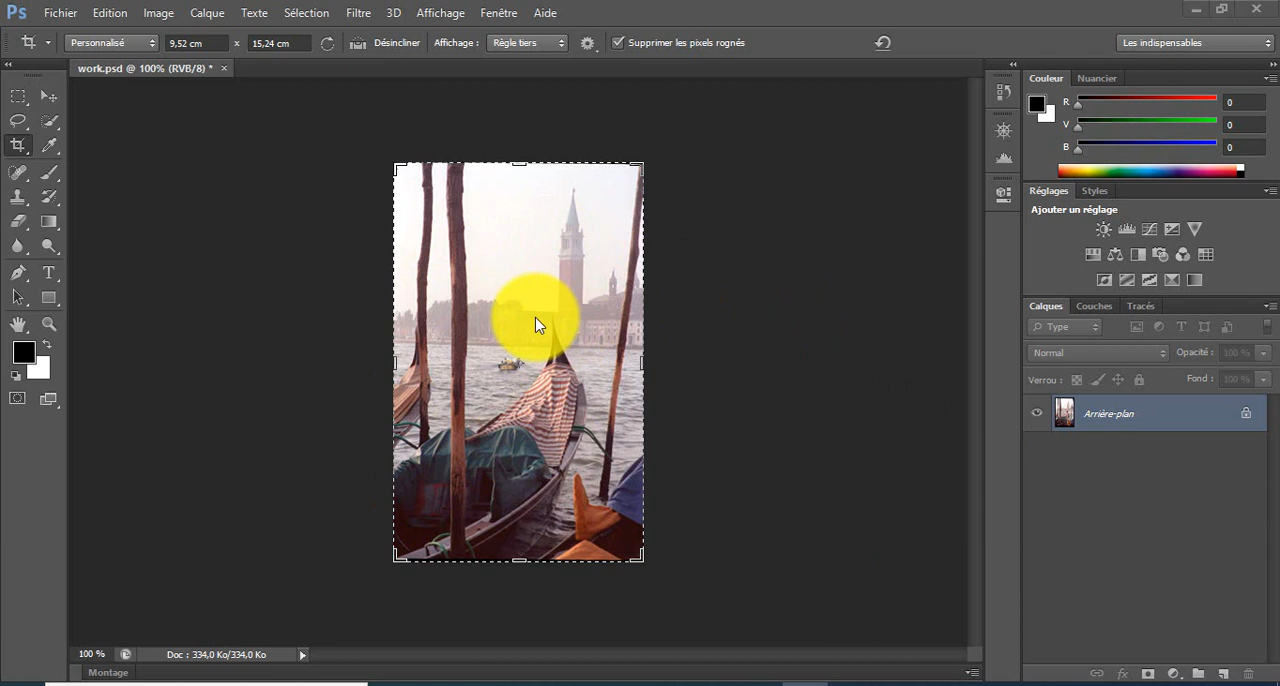 Ps Fichier Edition Image Calque Texte Sélection Filtre 3D Affichage Fenêtre Aide
Personnalisé 9,52 cm x 15,24 cm Désincliner Affichage : Règle tiers Supprimer les pixels rognés Les indispensables
work.psd @ 100% (RVB/8) * ×
Couleur Nuancier
R 0
V 0
B 0
Réglages Styles
Ajouter un réglage
Calques Couches Tracés
Type
Normal Opacité : 100 %
Verrou : Fond : 100 %
Arrière-plan
100 % Doc : 334,0 Ko/334,0 Ko
Montage